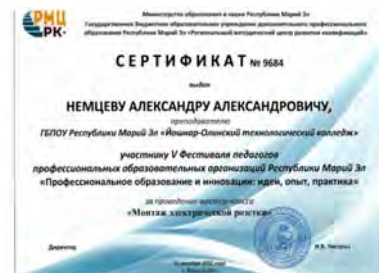 РМЦ
РК
Министерство образования и науки Республики Марий Эл
Государственное бюджетное образовательное учреждение дополнительного профессионального
образования Республики Марий Эл «Региональный методический центр развития квалификаций»
СЕРТИФИКАТ № 9684
выдан
НЕМЦЕВУ АЛЕКСАНДРУ АЛЕКСАНДРОВИЧУ,
преподавателю
ГБПОУ Республики Марий Эл «Йошкар-Олинский технологический колледж»
участнику V Фестиваля педагогов
профессиональных образовательных организаций Республики Марий Эл
«Профессиональное образование и инновации: идеи, опыт, практика»
за проведение мастер-класса
«Монтаж электрической розетки»
Директор